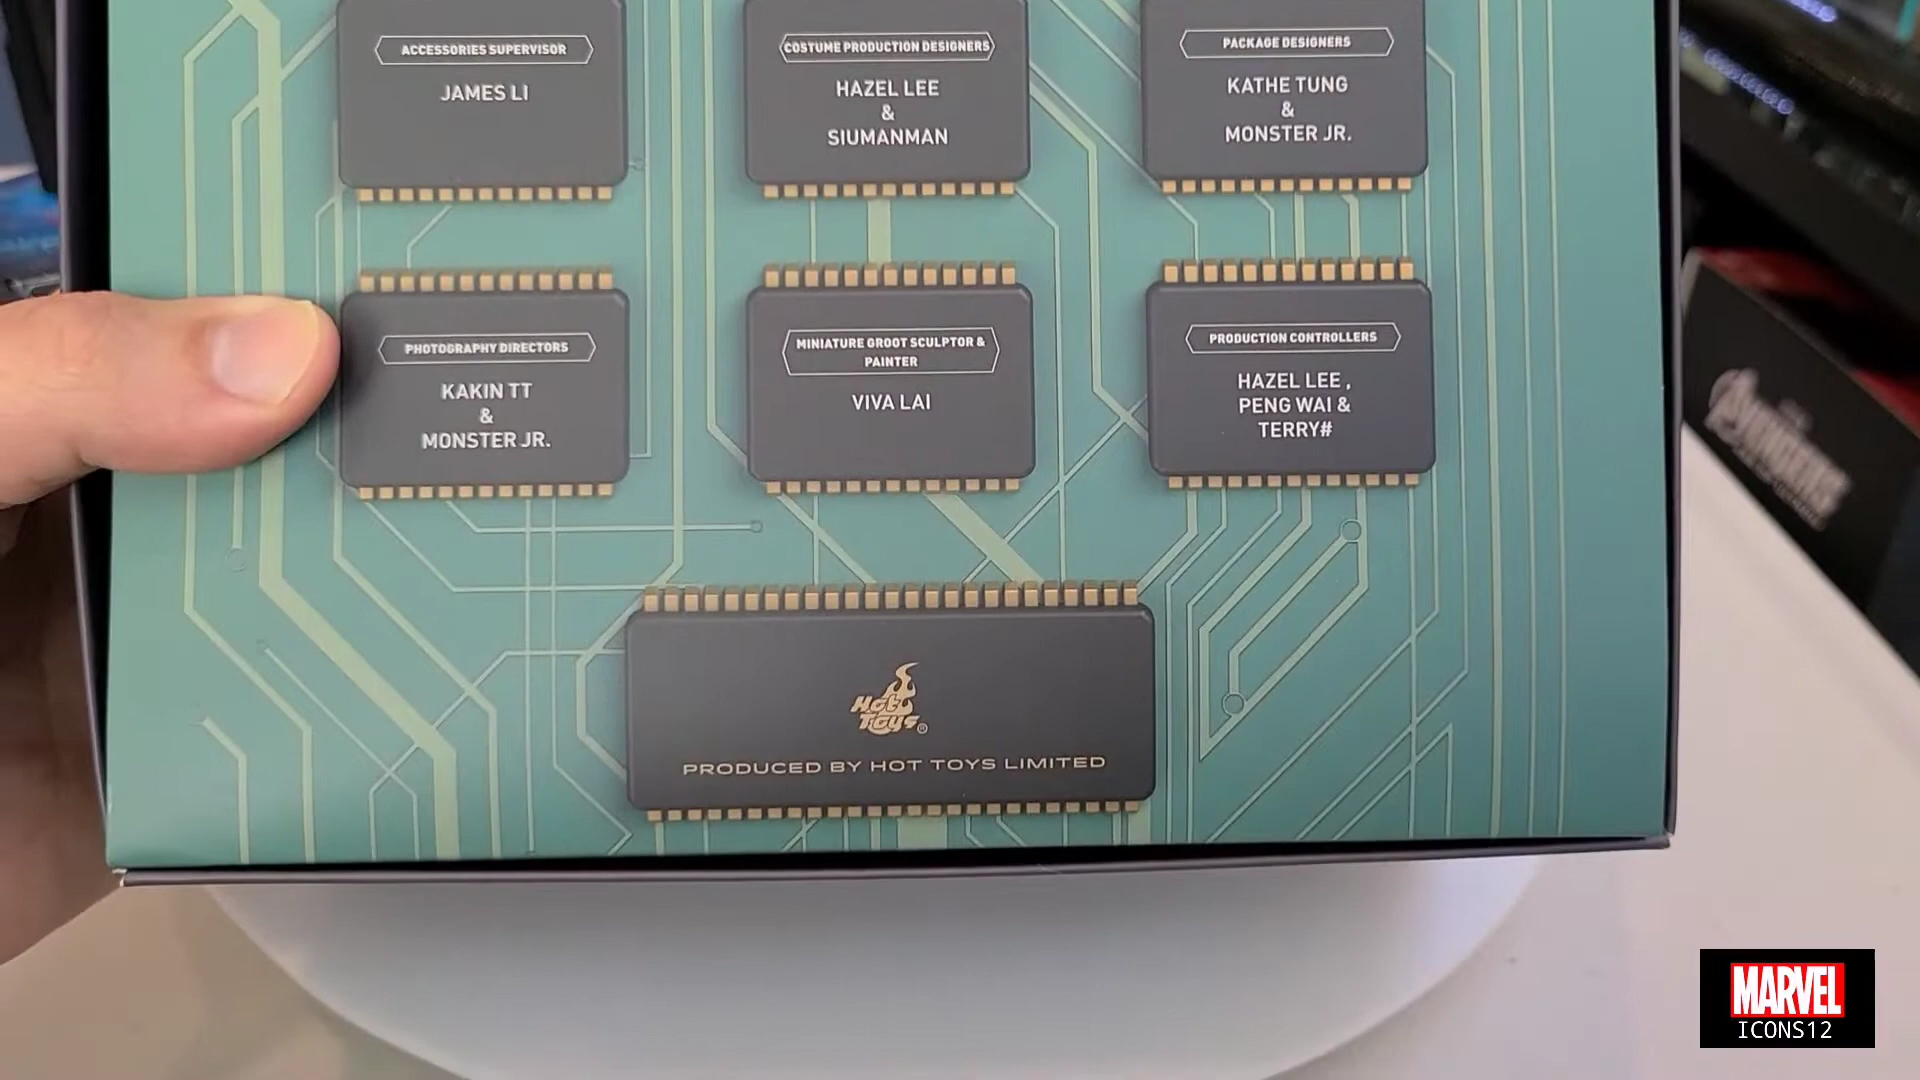 ACCESSORIES SUPERVISOR
JAMES LI
COSTUME PRODUCTION DESIGNERS
HAZEL LEE
&
SIUMANMAN
PACKAGE DESIGNERS
KATHE TUNG
&
MONSTER JR.
PHOTOGRAPHY DIRECTORS
KAKIN TT
&
MONSTER JR.
MINIATURE GROOT SCULPTOR &
PAINTER
VIVA LAI
PRODUCTION CONTROLLERS
HAZEL LEE ,
PENG WAI &
TERRY#
Hot
Toys®
PRODUCED BY HOT TOYS LIMITED
AVENGERS
MARVEL
ICONS12